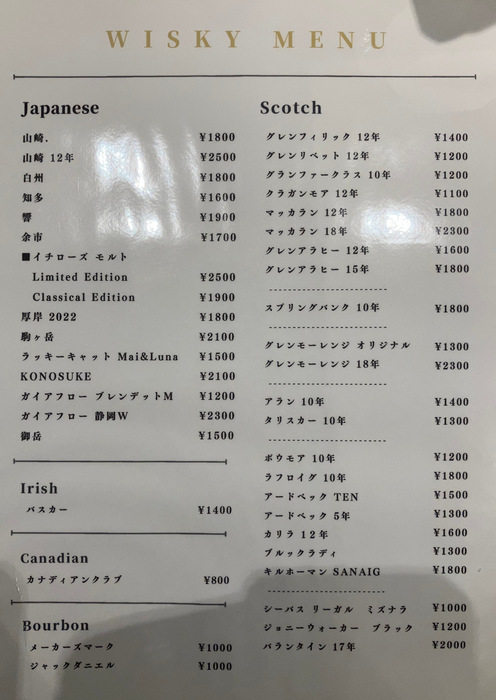 WISKY MENU
Japanese
山崎. ¥1800
山崎 12年 ¥2500
白州 ¥1800
知多 ¥1600
響 ¥1900
余市 ¥1700
■イチローズ モルト
Limited Edition ¥2500
Classical Edition ¥1900
厚岸 2022 ¥1800
駒ヶ岳 ¥2100
ラッキーキャット Mai&Luna ¥1500
KONOSUKE ¥2100
ガイアフロー ブレンデットM ¥1200
ガイアフロー 静岡W ¥2300
御岳 ¥1500
Irish
バスカー ¥1400
Canadian
カナディアンクラブ ¥800
Bourbon
メーカーズマーク ¥1000
ジャックダニエル ¥1000
Scotch
グレンフィリック 12年 ¥1400
グレンリベット 12年 ¥1200
グランファークラス 10年 ¥1200
クラガンモア 12年 ¥1100
マッカラン 12年 ¥1800
マッカラン 18年 ¥2300
グレンアラヒー 12年 ¥1600
グレンアラヒー 15年 ¥1800
スプリングバンク 10年 ¥1800
グレンモーレンジ オリジナル ¥1300
グレンモーレンジ 18年 ¥2300
アラン 10年 ¥1400
タリスカー 10年 ¥1300
ボウモア 10年 ¥1200
ラフロイグ 10年 ¥1800
アードベック TEN ¥1500
アードベック 5年 ¥1300
カリラ 12年 ¥1600
ブルックラディ ¥1300
キルホーマン SANAIG ¥1800
シーバス リーガル ミズナラ ¥1000
ジョニーウォーカー ブラック ¥1200
バランタイン 17年 ¥2000